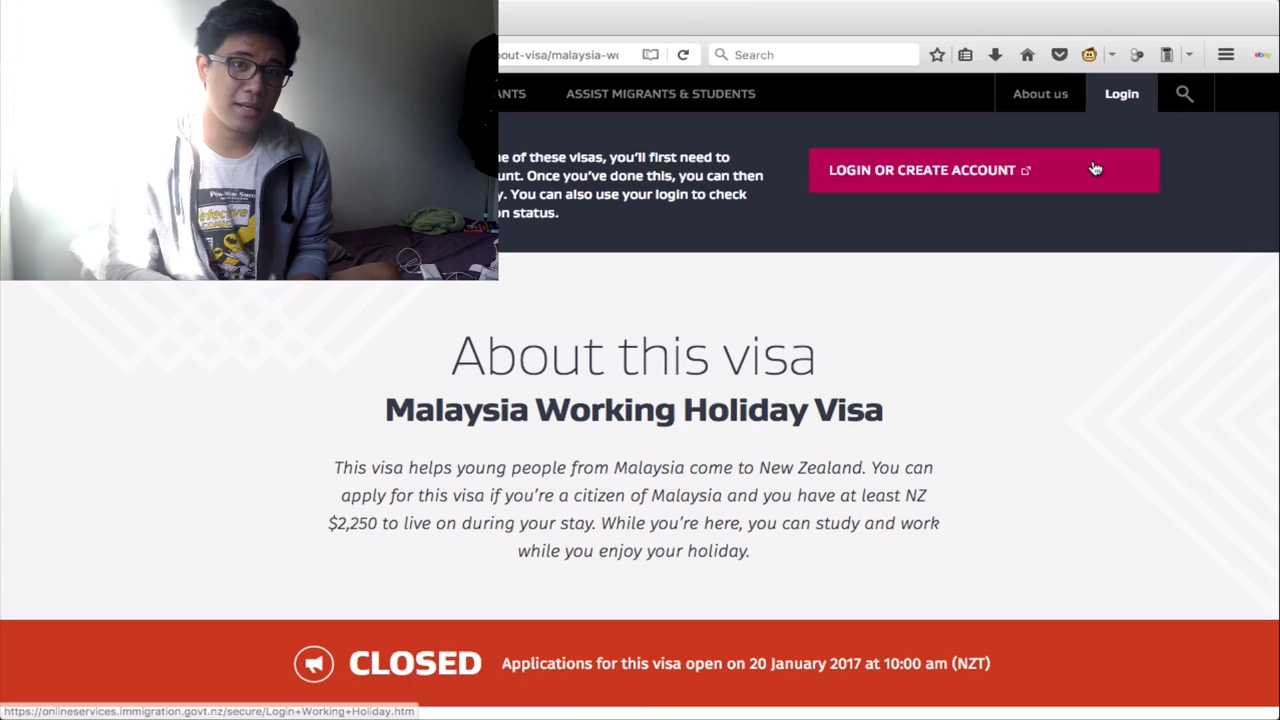 out-visa/malaysia-wo
Search
ebay
ANTS
ASSIST MIGRANTS & STUDENTS
About us
Login
e of these visas, you'll first need to
unt. Once you've done this, you can then
y. You can also use your login to check
n status.
LOGIN OR CREATE ACCOUNT
About this visa
Malaysia Working Holiday Visa
This visa helps young people from Malaysia come to New Zealand. You can
apply for this visa if you're a citizen of Malaysia and you have at least NZ
$2,250 to live on during your stay. While you're here, you can study and work
while you enjoy your holiday.
CLOSED
Applications for this visa open on 20 January 2017 at 10:00 am (NZT)
https://onlineservices.immigration.govt.nz/secure/Login+Working+Holiday.htm